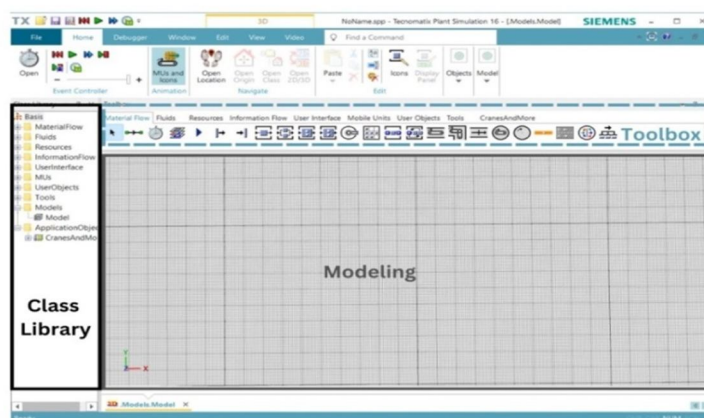 TX
3D
NoName.spp - Tecnomatix Plant Simulation 16 - [.Models.Model]
SIEMENS
File Home Debugger Window Edit View Video Find a Command
Open
MUs and Icons
Open Location
Open Origin
Open Class
Open 2D/3D
Paste
Icons
Display Panel
Objects
Model
Event Controller Animation Navigate Edit
Basis
MaterialFlow
Fluids
Resources
InformationFlow
UserInterface
MUs
UserObjects
Tools
Models
Model
ApplicationObjec
CranesAndMo
Material Flow Fluids Resources Information Flow User Interface Mobile Units User Objects Tools CranesAndMore
Toolbox
Modeling
Class
Library
Y
X
3D .Models.Model